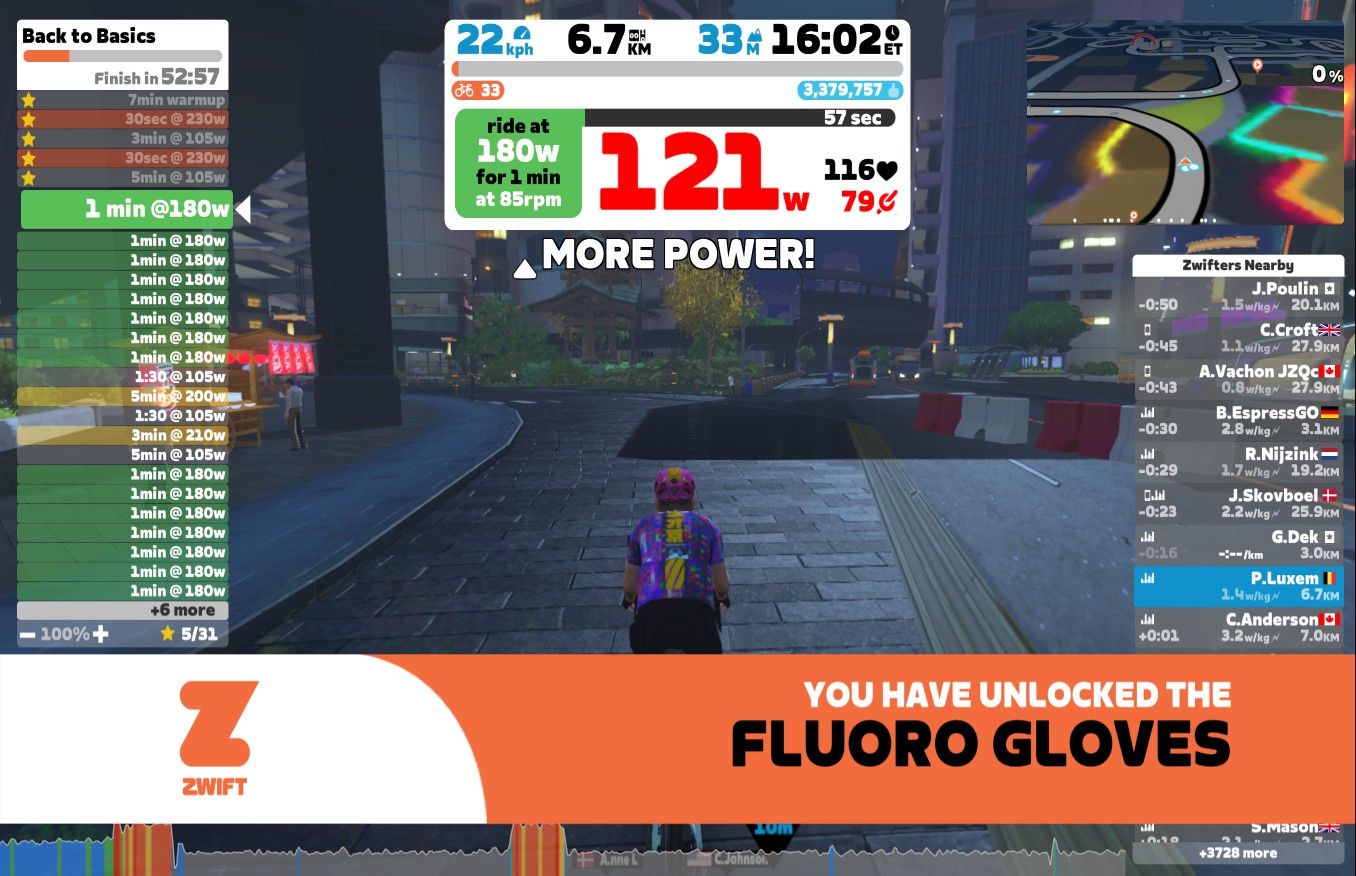 Back to Basics
Finish in 52:57
7min warmup
30sec @ 230w
3min @ 105w
30sec @ 230w
5min @ 105w
1 min @180w
1min @ 180w
1min @ 180w
1min @ 180w
1min @ 180w
1min @ 180w
1min @ 180w
1min @ 180w
1:30 @ 105w
5min @ 200w
1:30 @ 105w
3min @ 210w
5min @ 105w
1min @ 180w
1min @ 180w
1min @ 180w
1min @ 180w
1min @ 180w
1min @ 180w
1min @ 180w
+6 more
– 100% +
5/31
22 kph
6.7 KM
33 M
16:02 ET
33
3,379,757
ride at
180w
for 1 min
at 85rpm
57 sec
121w
116
79
MORE POWER!
0%
Zwifters Nearby
J.Poulin
-0:50 1.5w/kg 20.1KM
C.Croft
-0:45 1.1w/kg 27.9KM
A.Vachon JZQc
-0:43 0.8w/kg 27.9KM
B.EspressGO
-0:30 2.8w/kg 3.1KM
R.Nijzink
-0:29 1.7w/kg 19.2KM
J.Skovboel
-0:23 2.2w/kg 25.9KM
G.Dek
-0:16 -:--/km 3.0KM
P.Luxem
1.4w/kg 6.7KM
C.Anderson
+0:01 3.2w/kg 7.0KM
YOU HAVE UNLOCKED THE
FLUORO GLOVES
ZWIFT
S.Mason
+3728 more
10m
A.nne L
C.Johnson